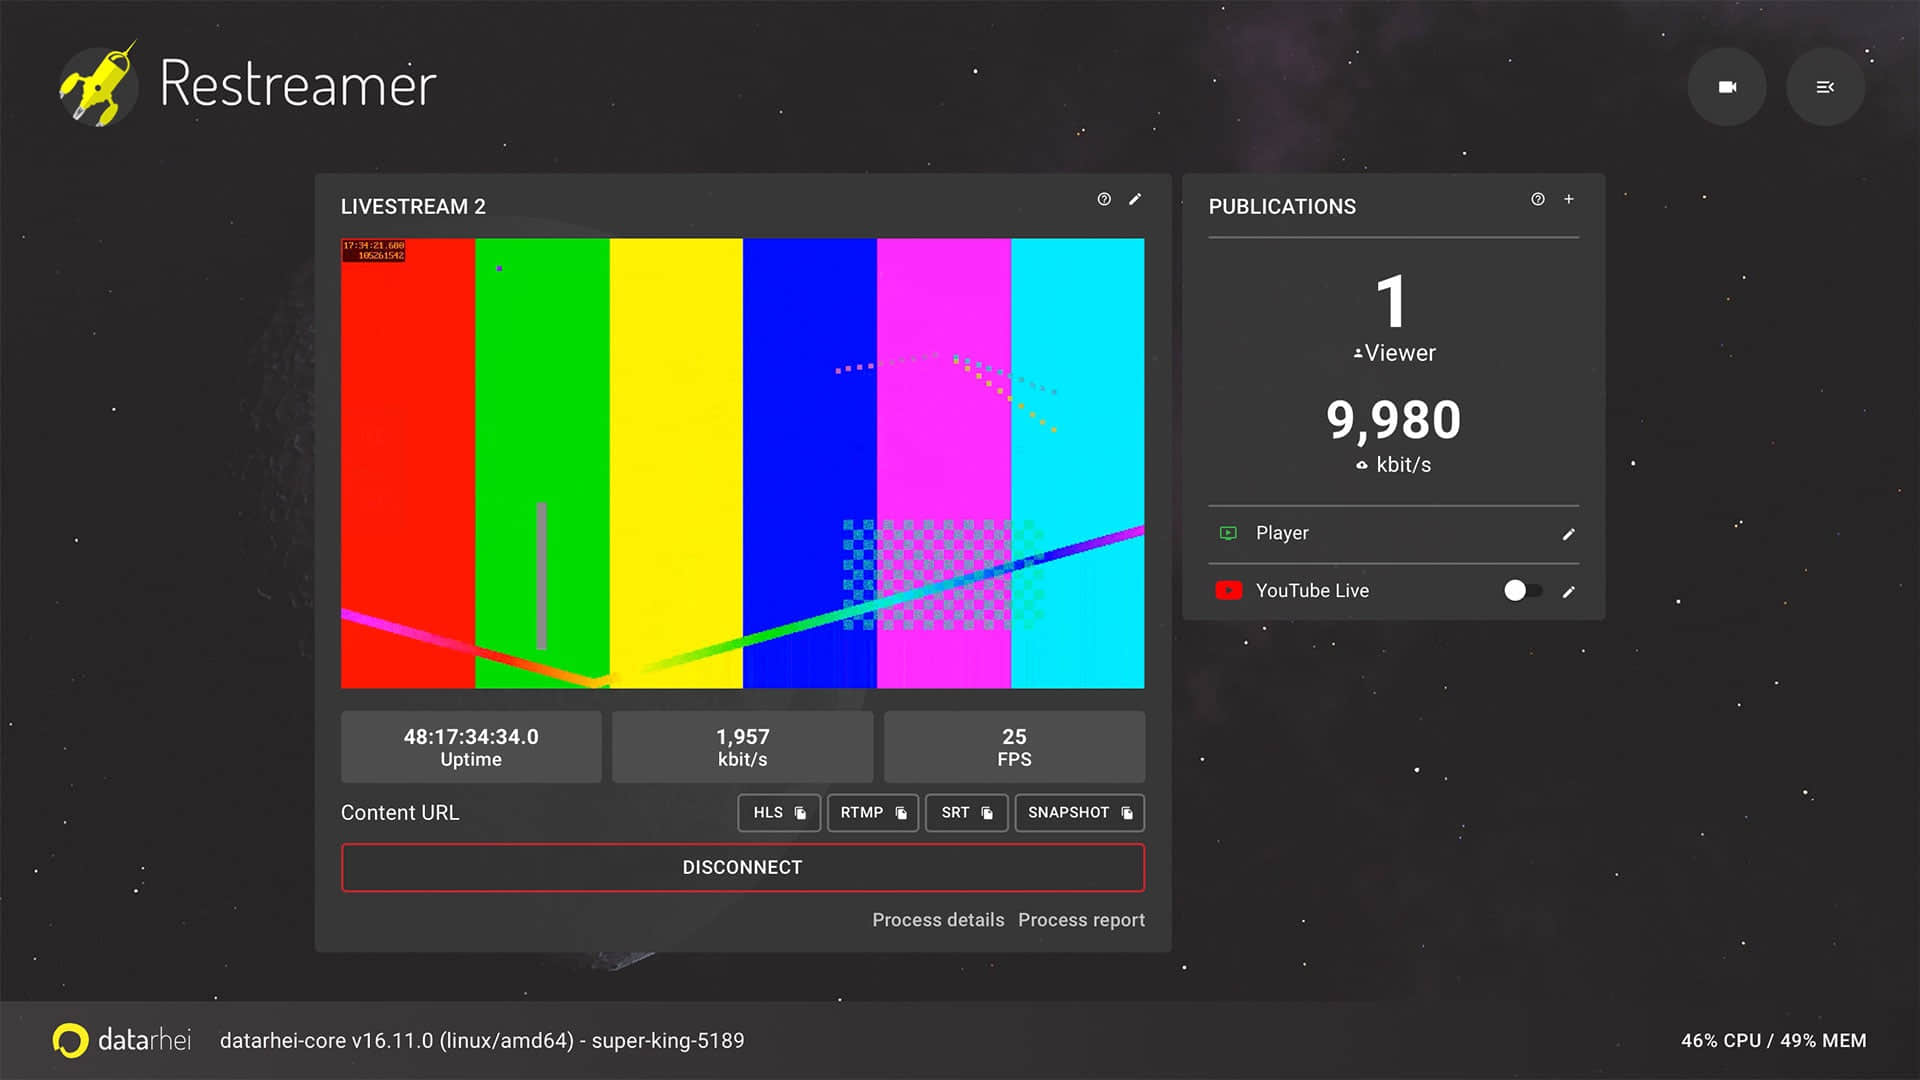 Restreamer
LIVESTREAM 2
17:34:21.600
105261542
48:17:34:34.0
Uptime
1,957
kbit/s
25
FPS
Content URL
HLS
RTMP
SRT
SNAPSHOT
DISCONNECT
Process details
Process report
PUBLICATIONS
1
Viewer
9,980
kbit/s
Player
YouTube Live
datarhei
datarhei-core v16.11.0 (linux/amd64) - super-king-5189
46% CPU / 49% MEM